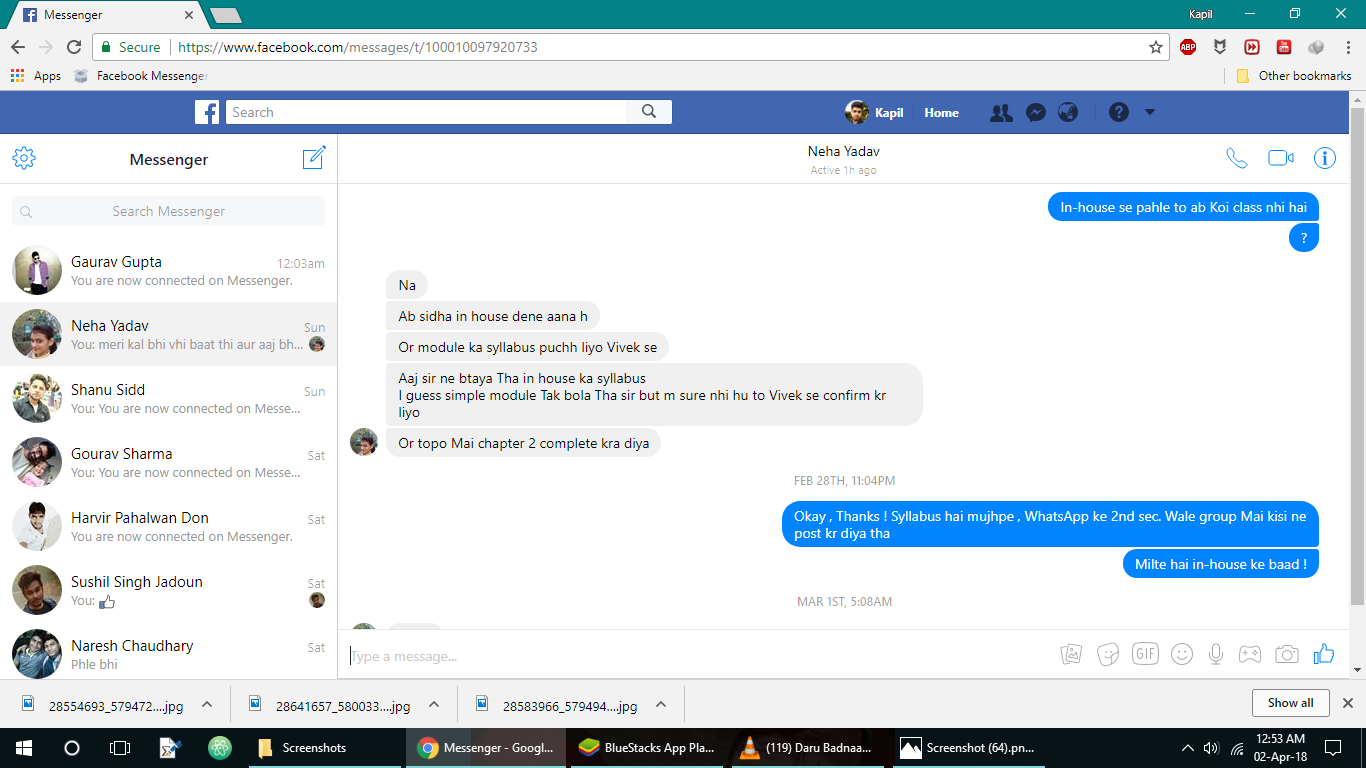 Messenger
Kapil
Secure
https://www.facebook.com/messages/t/100010097920733
ABP
Apps
Facebook Messenger
Other bookmarks
Search
Kapil
Home
Messenger
Search Messenger
Gaurav Gupta
12:03am
You are now connected on Messenger.
Neha Yadav
Sun
You: meri kal bhi vhi baat thi aur aaj bh...
Shanu Sidd
Sun
You: You are now connected on Messe...
Gourav Sharma
Sat
You: You are now connected on Messe...
Harvir Pahalwan Don
Sat
You are now connected on Messenger.
Sushil Singh Jadoun
Sat
You:
Naresh Chaudhary
Sat
Phle bhi
Neha Yadav
Active 1h ago
In-house se pahle to ab Koi class nhi hai
?
Na
Ab sidha in house dene aana h
Or module ka syllabus puchh liyo Vivek se
Aaj sir ne btaya Tha in house ka syllabus
I guess simple module Tak bola Tha sir but m sure nhi hu to Vivek se confirm kr
liyo
Or topo Mai chapter 2 complete kra diya
FEB 28TH, 11:04PM
Okay , Thanks ! Syllabus hai mujhpe , WhatsApp ke 2nd sec. Wale group Mai kisi ne
post kr diya tha
Milte hai in-house ke baad !
MAR 1ST, 5:08AM
Type a message...
GIF
28554693_579472....jpg
28641657_580033....jpg
28583966_579494....jpg
Show all
Screenshots
Messenger - Googl...
BlueStacks App Pla...
(119) Daru Badnaa...
Screenshot (64).pn...
12:53 AM
02-Apr-18